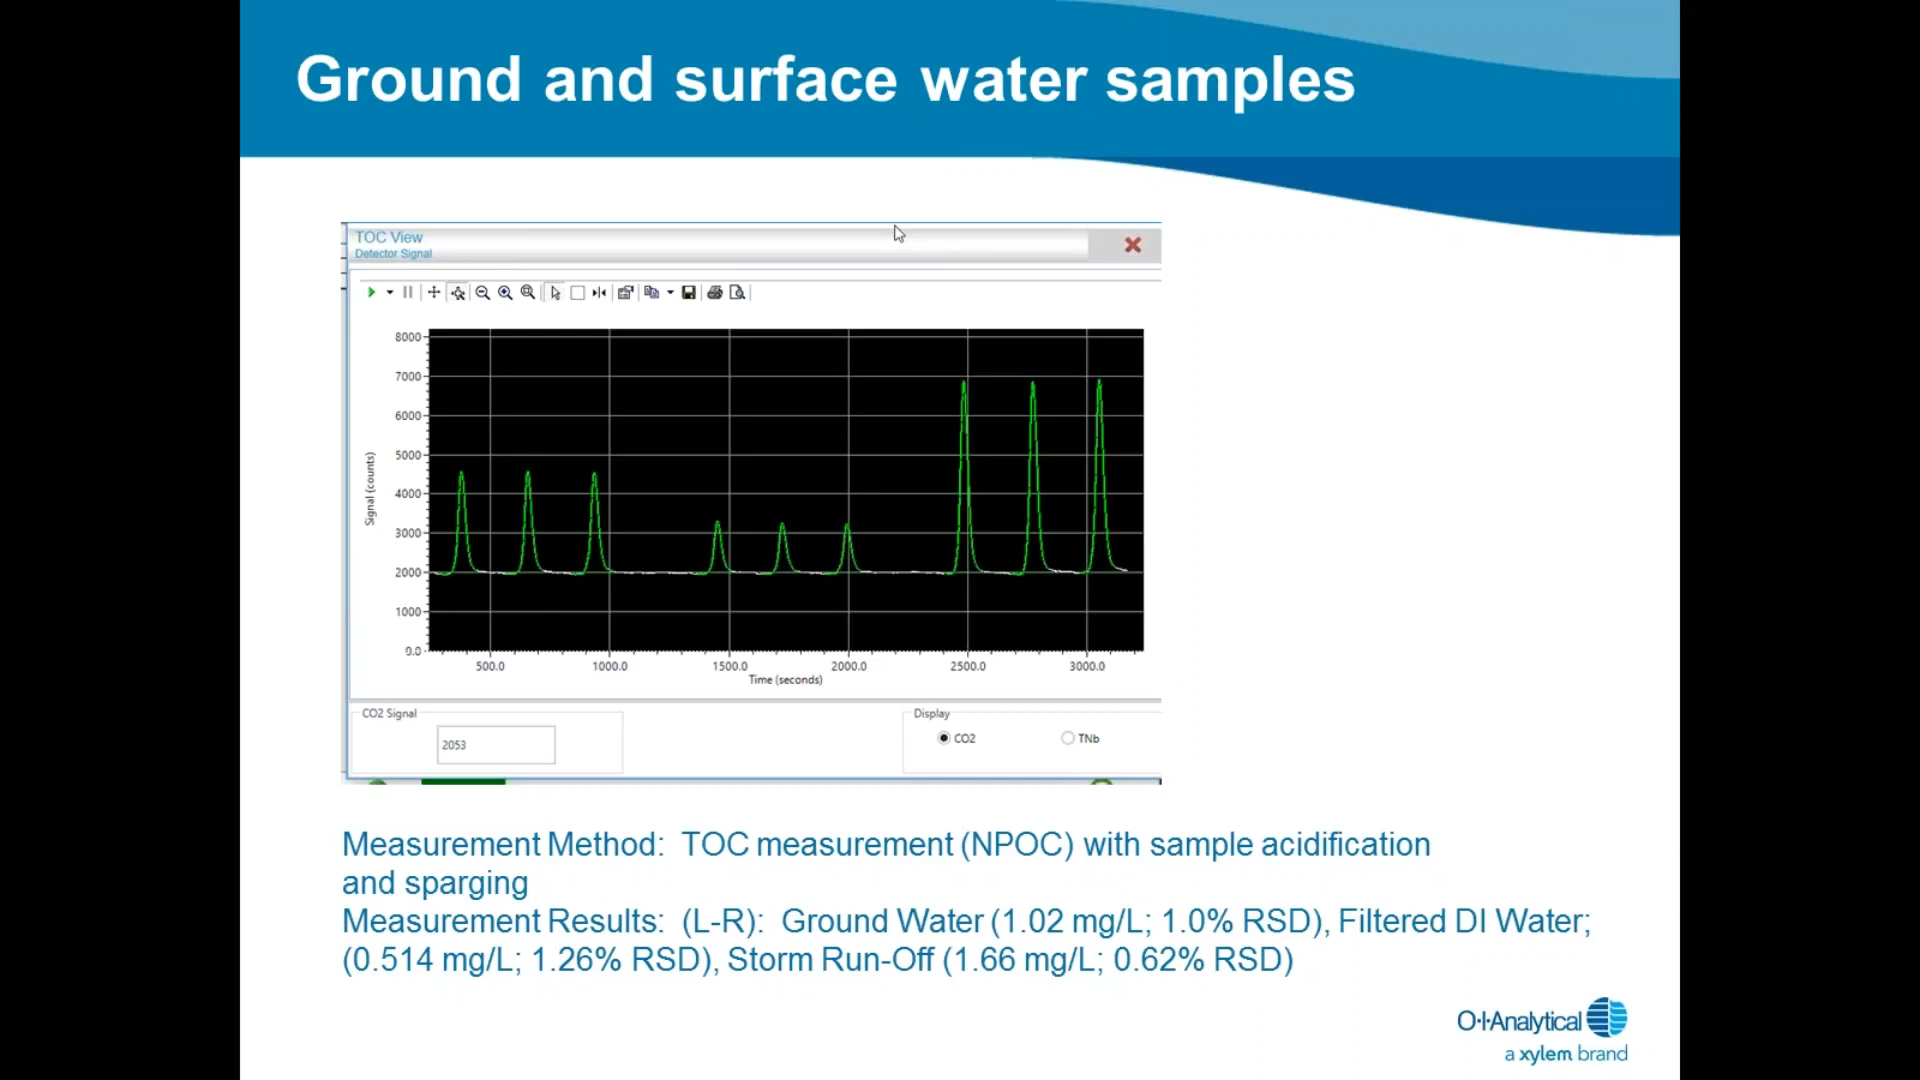 Ground and surface water samples
TOC View
Detector Signal
8000
7000
6000
5000
4000
3000
2000
1000
0.0
Signal (counts)
500.0 1000.0 1500.0 2000.0 2500.0 3000.0
Time (seconds)
CO2 Signal
2053
Display
CO2 TNb
Measurement Method: TOC measurement (NPOC) with sample acidification
and sparging
Measurement Results: (L-R): Ground Water (1.02 mg/L; 1.0% RSD), Filtered DI Water;
(0.514 mg/L; 1.26% RSD), Storm Run-Off (1.66 mg/L; 0.62% RSD)
O·I·Analytical
a xylem brand